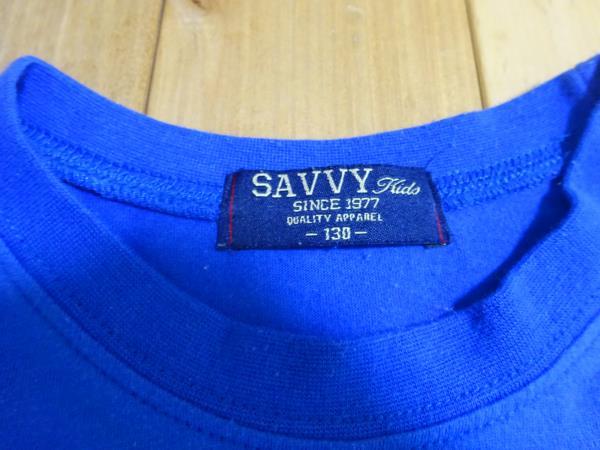 SAVVY Kids
SINCE 1977
QUALITY APPAREL
- 130 -